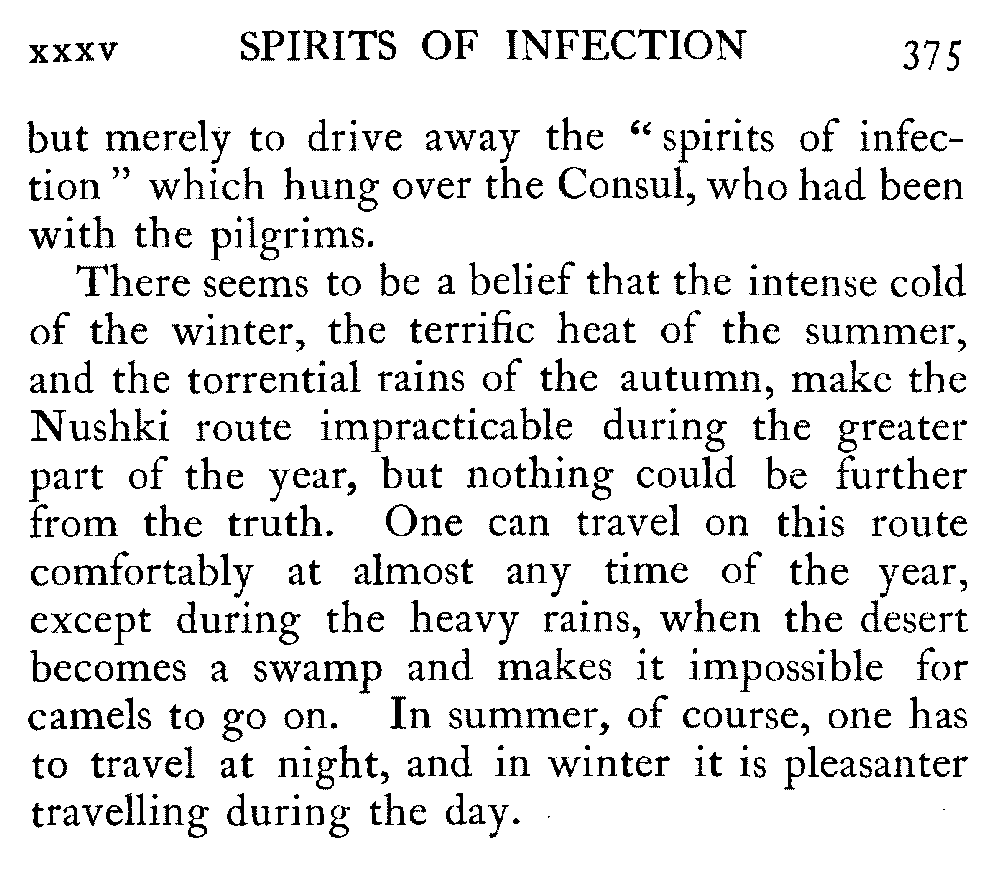 xxxv SPIRITS OF INFECTION 375
but merely to drive away the “ spirits of infec-
tion ” which hung over the Consul, who had been
with the pilgrims.
There seems to be a belief that the intense cold
of the winter, the terrific heat of the summer,
and the torrential rains of the autumn, make the
Nushki route impracticable during the greater
part of the year, but nothing could be further
from the truth. One can travel on this route
comfortably at almost any time of the year,
except during the heavy rains, when the desert
becomes a swamp and makes it impossible for
camels to go on. In summer, of course, one has
to travel at night, and in winter it is pleasanter
travelling during the day.